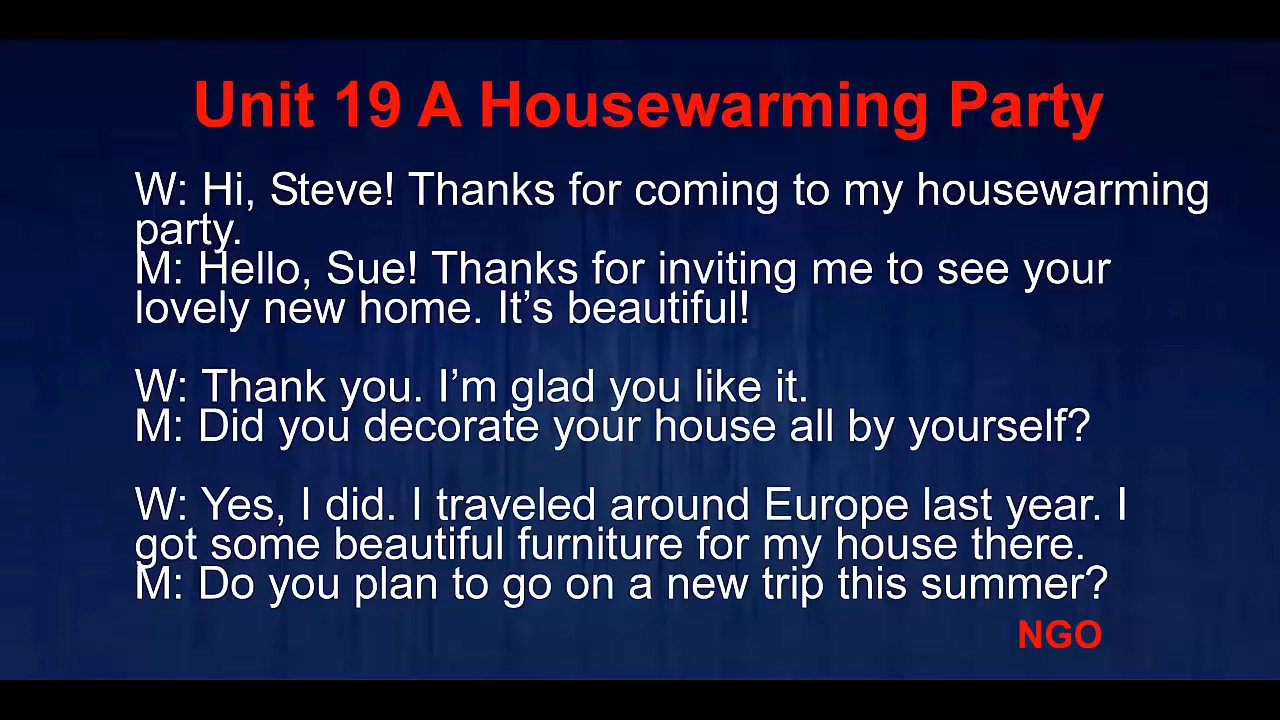 Unit 19 A Housewarming Party
W: Hi, Steve! Thanks for coming to my housewarming
party.
M: Hello, Sue! Thanks for inviting me to see your
lovely new home. It’s beautiful!
W: Thank you. I’m glad you like it.
M: Did you decorate your house all by yourself?
W: Yes, I did. I traveled around Europe last year. I
got some beautiful furniture for my house there.
M: Do you plan to go on a new trip this summer?
NGO